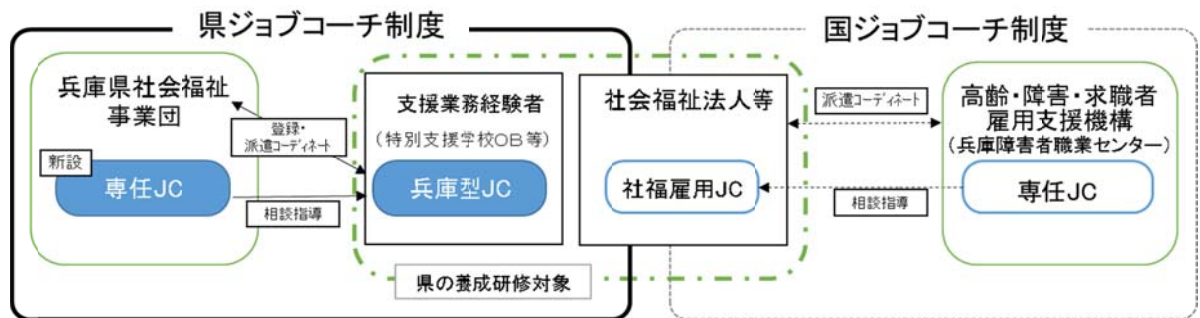 県ジョブコーチ制度
国ジョブコーチ制度
兵庫県社会福祉
事業団
新設
専任JC
登録・
派遣コーディネート
相談指導
支援業務経験者
(特別支援学校OB等)
兵庫型JC
県の養成研修対象
社会福祉法人等
社福雇用JC
派遣コーディネート
相談指導
高齢・障害・求職者
雇用支援機構
(兵庫障害者職業センター)
専任JC